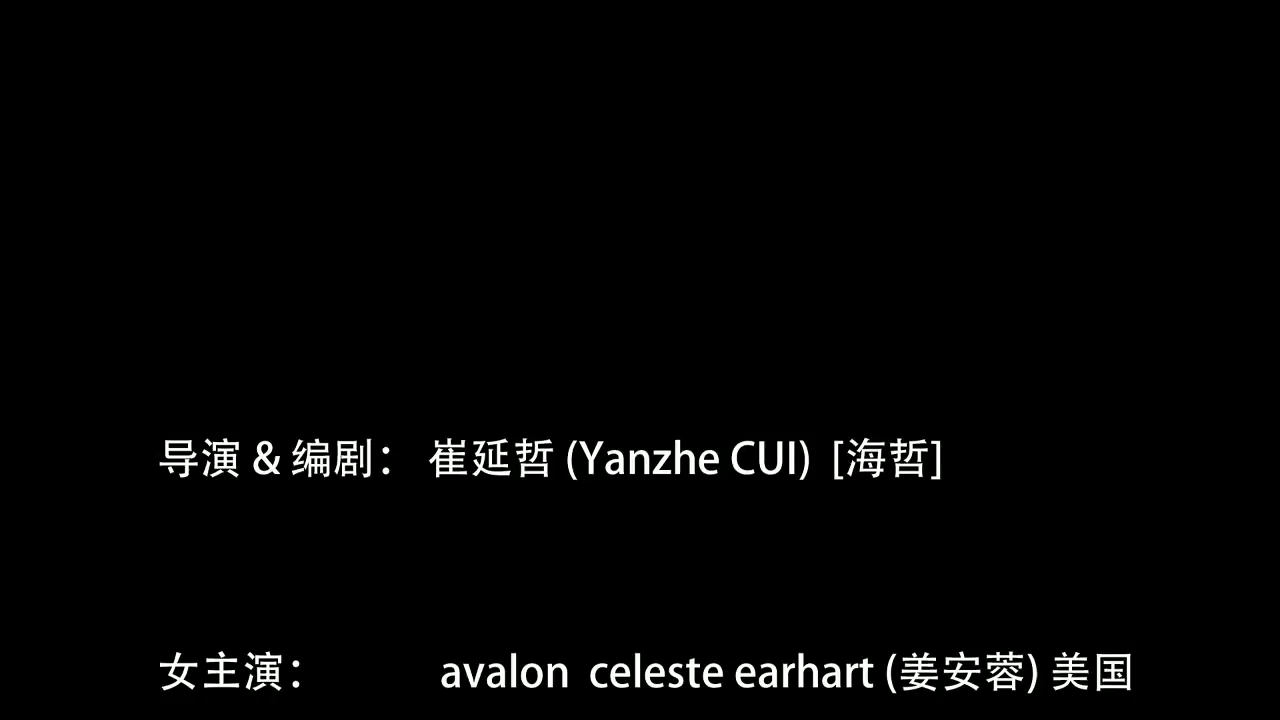 导演 & 编剧： 崔延哲 (Yanzhe CUI) [海哲]
女主演： avalon celeste earhart (姜安蓉) 美国